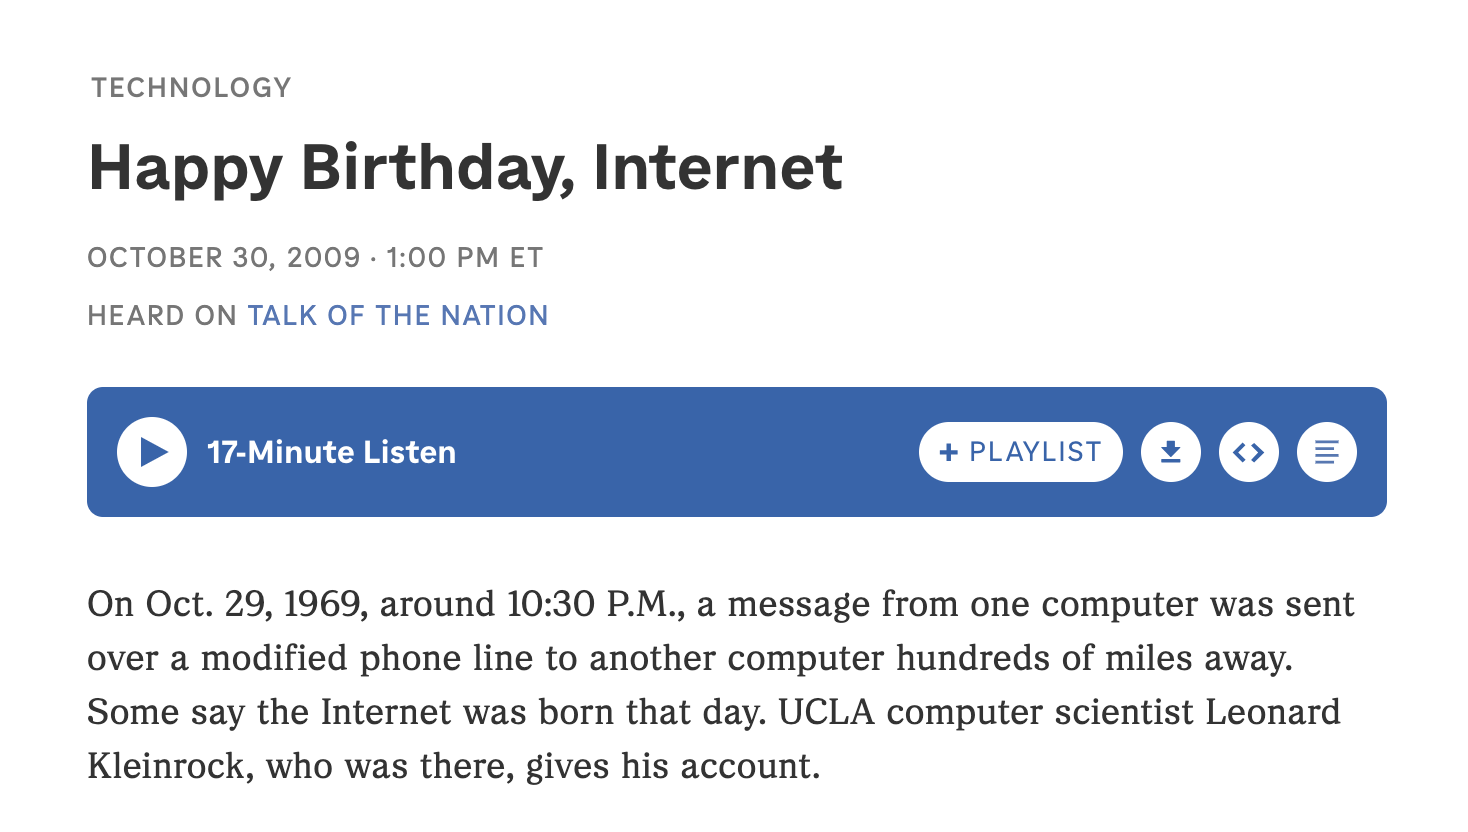 TECHNOLOGY
Happy Birthday, Internet
OCTOBER 30, 2009 · 1:00 PM ET
HEARD ON TALK OF THE NATION
17-Minute Listen
+ PLAYLIST
On Oct. 29, 1969, around 10:30 P.M., a message from one computer was sent
over a modified phone line to another computer hundreds of miles away.
Some say the Internet was born that day. UCLA computer scientist Leonard
Kleinrock, who was there, gives his account.